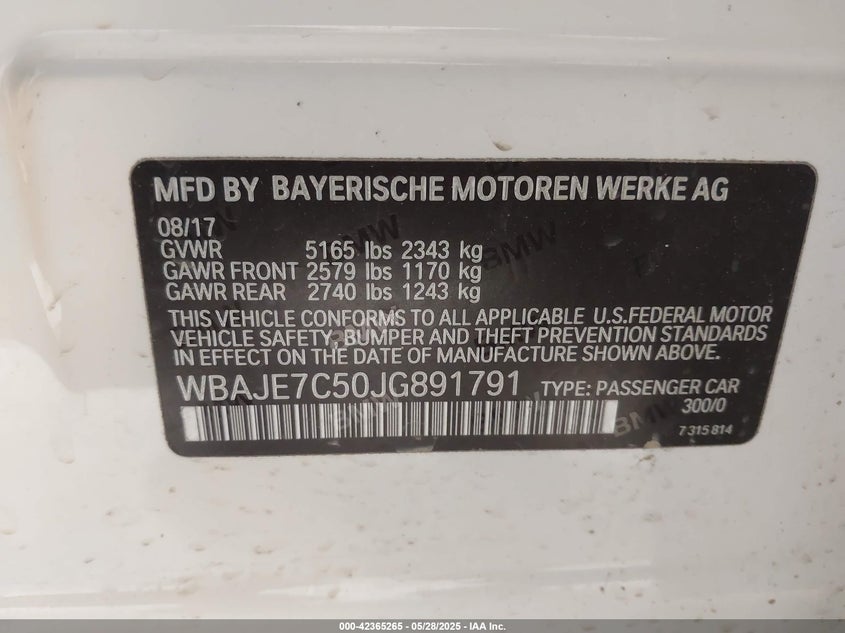 MFD BY BAYERISCHE MOTOREN WERKE AG
08/17
GVWR 5165 lbs 2343 kg
GAWR FRONT 2579 lbs 1170 kg
GAWR REAR 2740 lbs 1243 kg
THIS VEHICLE CONFORMS TO ALL APPLICABLE U.S.FEDERAL MOTOR
VEHICLE SAFETY, BUMPER AND THEFT PREVENTION STANDARDS
IN EFFECT ON THE DATE OF MANUFACTURE SHOWN ABOVE.
WBAJE7C50JG891791 TYPE: PASSENGER CAR
300/0
7 315 814
BMW
BMW
BMW
000-42365265 - 05/28/2025 - IAA Inc.